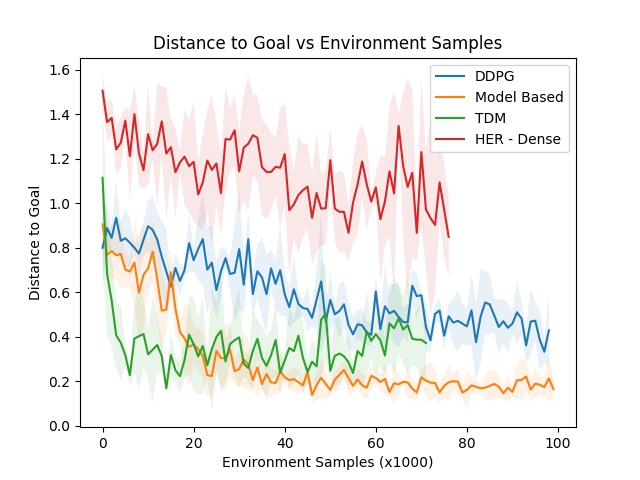 Distance to Goal vs Environment Samples
DDPG
Model Based
TDM
HER - Dense
Distance to Goal
1.6
1.4
1.2
1.0
0.8
0.6
0.4
0.2
0.0
0 20 40 60 80 100
Environment Samples (x1000)